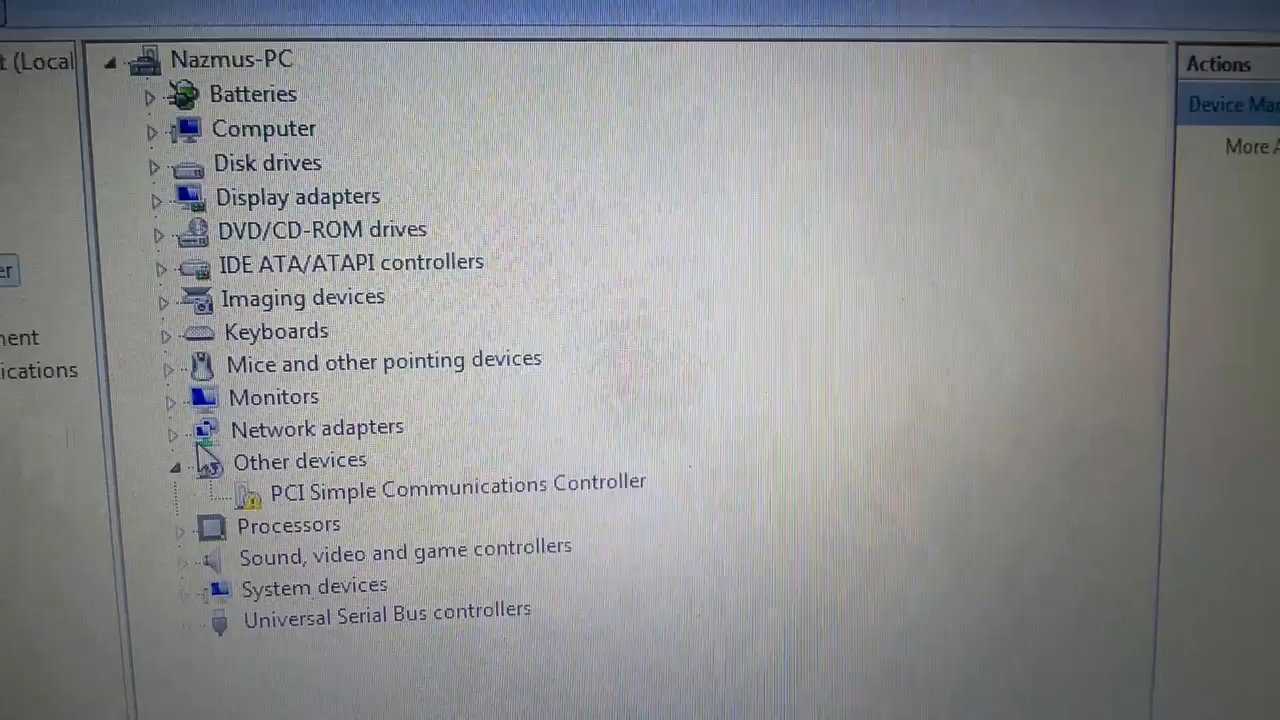 t (Local
Nazmus-PC
Batteries
Computer
Disk drives
Display adapters
DVD/CD-ROM drives
IDE ATA/ATAPI controllers
Imaging devices
Keyboards
Mice and other pointing devices
Monitors
Network adapters
Other devices
PCI Simple Communications Controller
Processors
Sound, video and game controllers
System devices
Universal Serial Bus controllers
er
nent
ications
Actions
Device Mar
More A